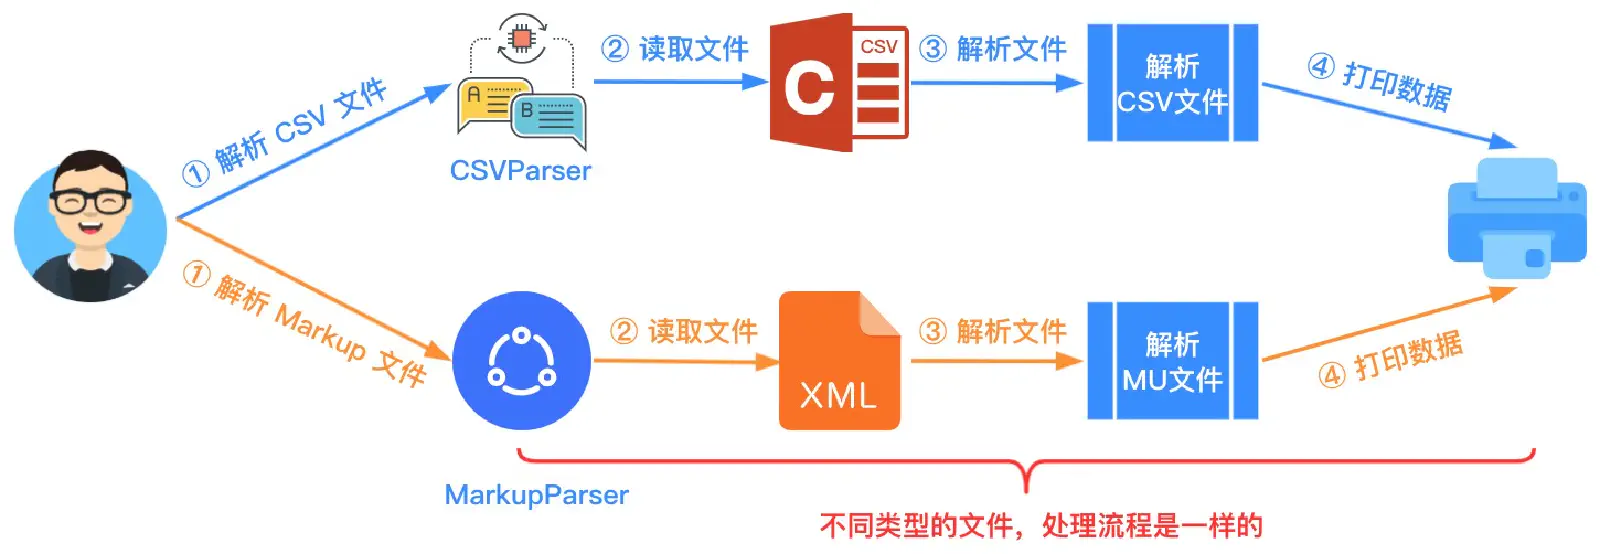 ① 解析 CSV 文件
A
B
CSVParser
② 读取文件
C
CSV
③ 解析文件
解析
CSV文件
④ 打印数据
① 解析 Markup 文件
MarkupParser
② 读取文件
XML
③ 解析文件
解析
MU文件
④ 打印数据
不同类型的文件，处理流程是一样的